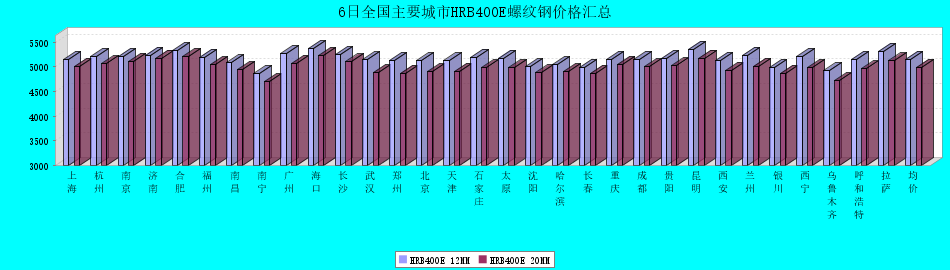 6日全国主要城市HRB400E螺纹钢价格汇总
5500
5000
4500
4000
3500
3000
上海
杭州
南京
济南
合肥
福州
南昌
南宁
广州
海口
长沙
武汉
郑州
北京
天津
石家庄
太原
沈阳
哈尔滨
长春
重庆
成都
贵阳
昆明
西安
兰州
银川
西宁
乌鲁木齐
呼和浩特
拉萨
均价
HRB400E 12MM
HRB400E 20MM